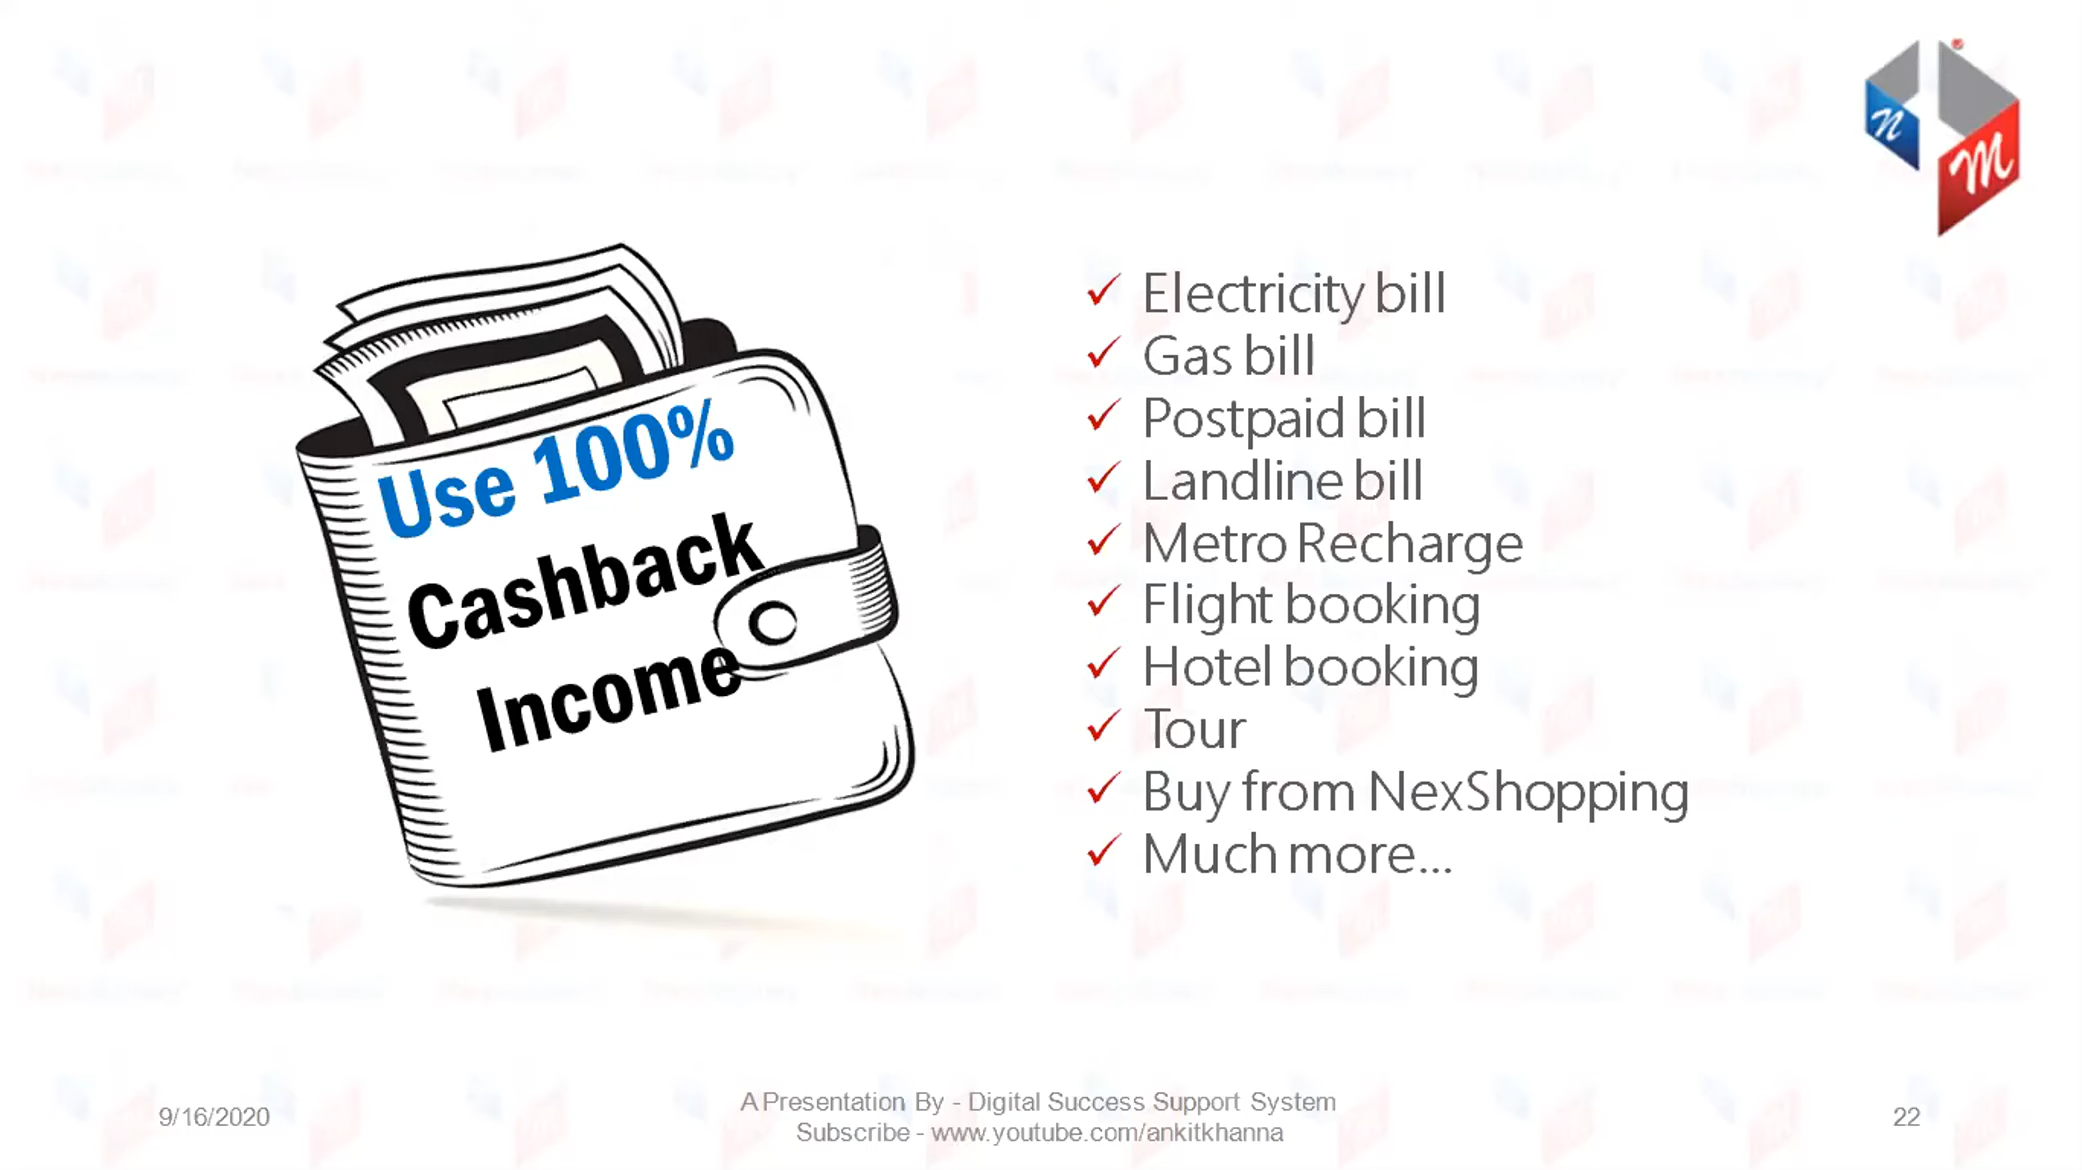 n
M
Use 100%
Cashback
Income
Electricity bill
Gas bill
Postpaid bill
Landline bill
Metro Recharge
Flight booking
Hotel booking
Tour
Buy from NexShopping
Much more...
9/16/2020
A Presentation By - Digital Success Support System
Subscribe - www.youtube.com/ankitkhanna
22